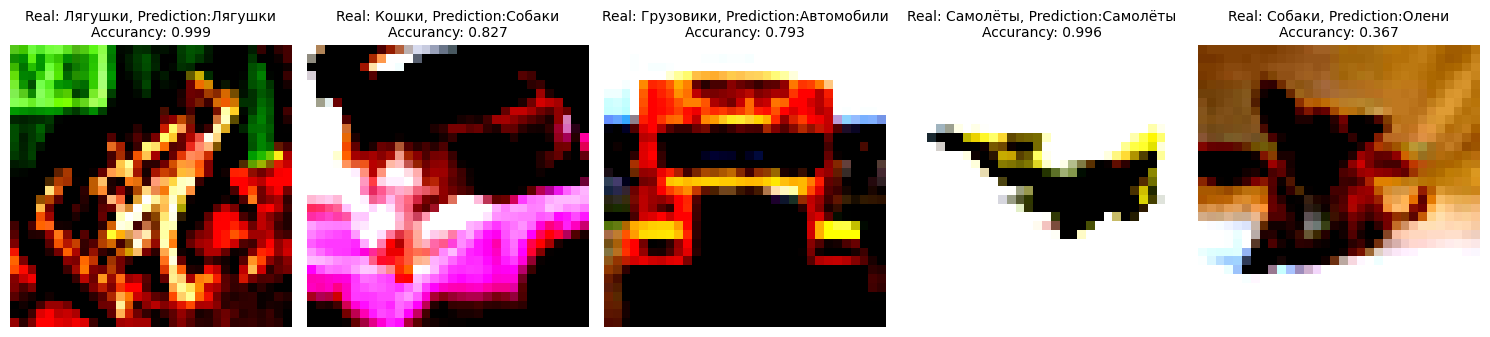 Real: Лягушки, Prediction:Лягушки
Accurancy: 0.999
Real: Кошки, Prediction:Собаки
Accurancy: 0.827
Real: Грузовики, Prediction:Автомобили
Accurancy: 0.793
Real: Самолёты, Prediction:Самолёты
Accurancy: 0.996
Real: Собаки, Prediction:Олени
Accurancy: 0.367